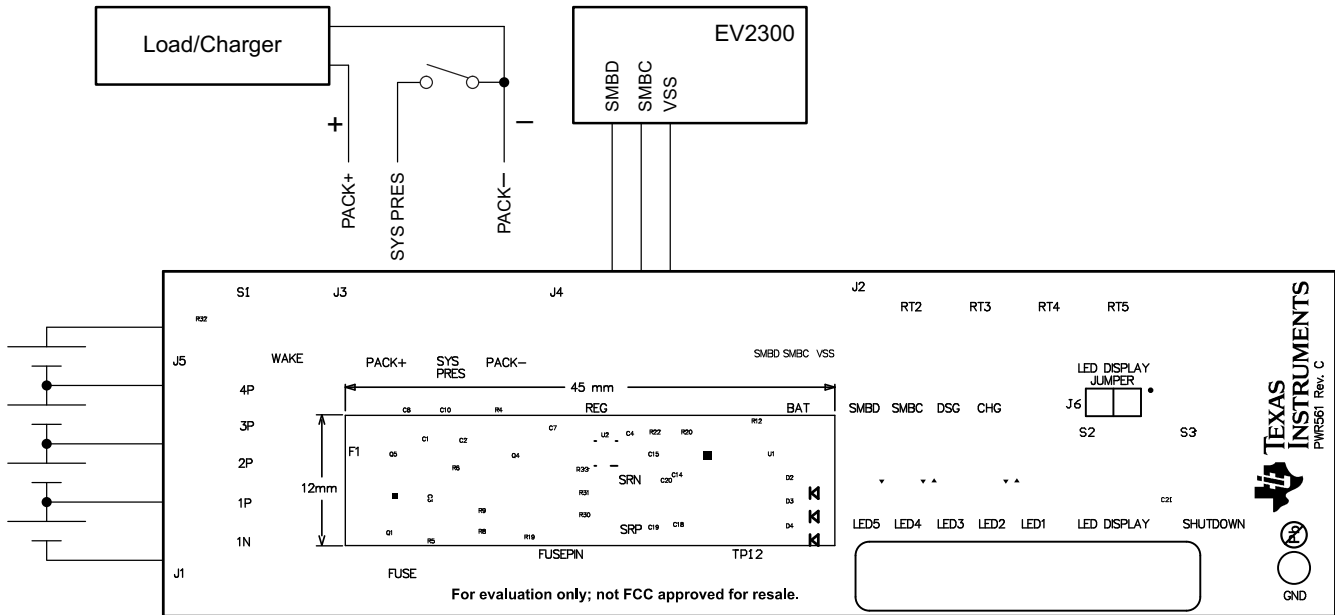 Load/Charger
EV2300
SMBD
SMBC
VSS
+
−
PACK+
SYS PRES
PACK−
S1
J3
J4
J2
RT2
RT3
RT4
RT5
R32
J5
WAKE
PACK+
SYS
PRES
PACK−
SMBD SMBC VSS
LED DISPLAY
JUMPER
J6
45 mm
4P
3P
2P
1P
1N
J1
C8
C10
R4
REG
BAT
SMBD
SMBC
DSG
CHG
S2
S3
TEXAS
INSTRUMENTS
PWR561 Rev. C
F1
12mm
C1
C2
C7
U2
C4
R22
R20
R12
Q5
R6
Q4
C15
U1
R33
SRN
C20
C14
D2
C3
R31
D3
R9
R30
Q1
R8
R5
R19
SRP
C19
C18
D4
C21
LED5
LED4
LED3
LED2
LED1
LED DISPLAY
SHUTDOWN
FUSEPIN
TP12
FUSE
For evaluation only; not FCC approved for resale.
Pb
GND